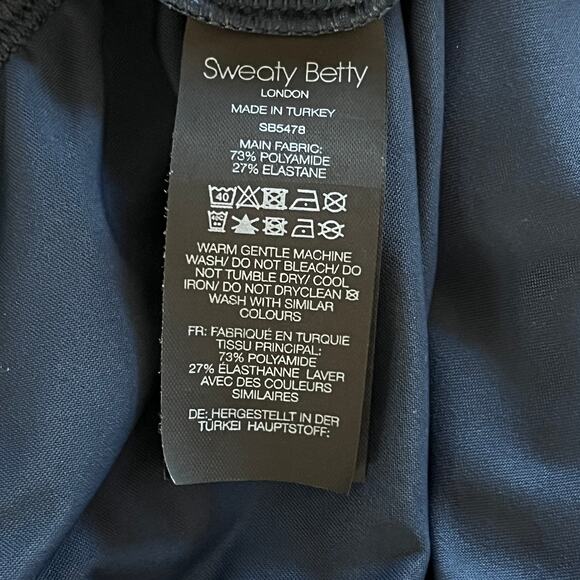 Sweaty Betty
LONDON
MADE IN TURKEY
SB5478
MAIN FABRIC:
73% POLYAMIDE
27% ELASTANE
40
40C
WARM GENTLE MACHINE
WASH/ DO NOT BLEACH/ DO
NOT TUMBLE DRY/ COOL
IRON/ DO NOT DRYCLEAN
WASH WITH SIMILAR
COLOURS
FR: FABRIQUÉ EN TURQUIE
TISSU PRINCIPAL:
73% POLYAMIDE
27% ÉLASTHANNE LAVER
AVEC DES COULEURS
SIMILAIRES
DE: HERGESTELLT IN DER
TÜRKEI HAUPTSTOFF: